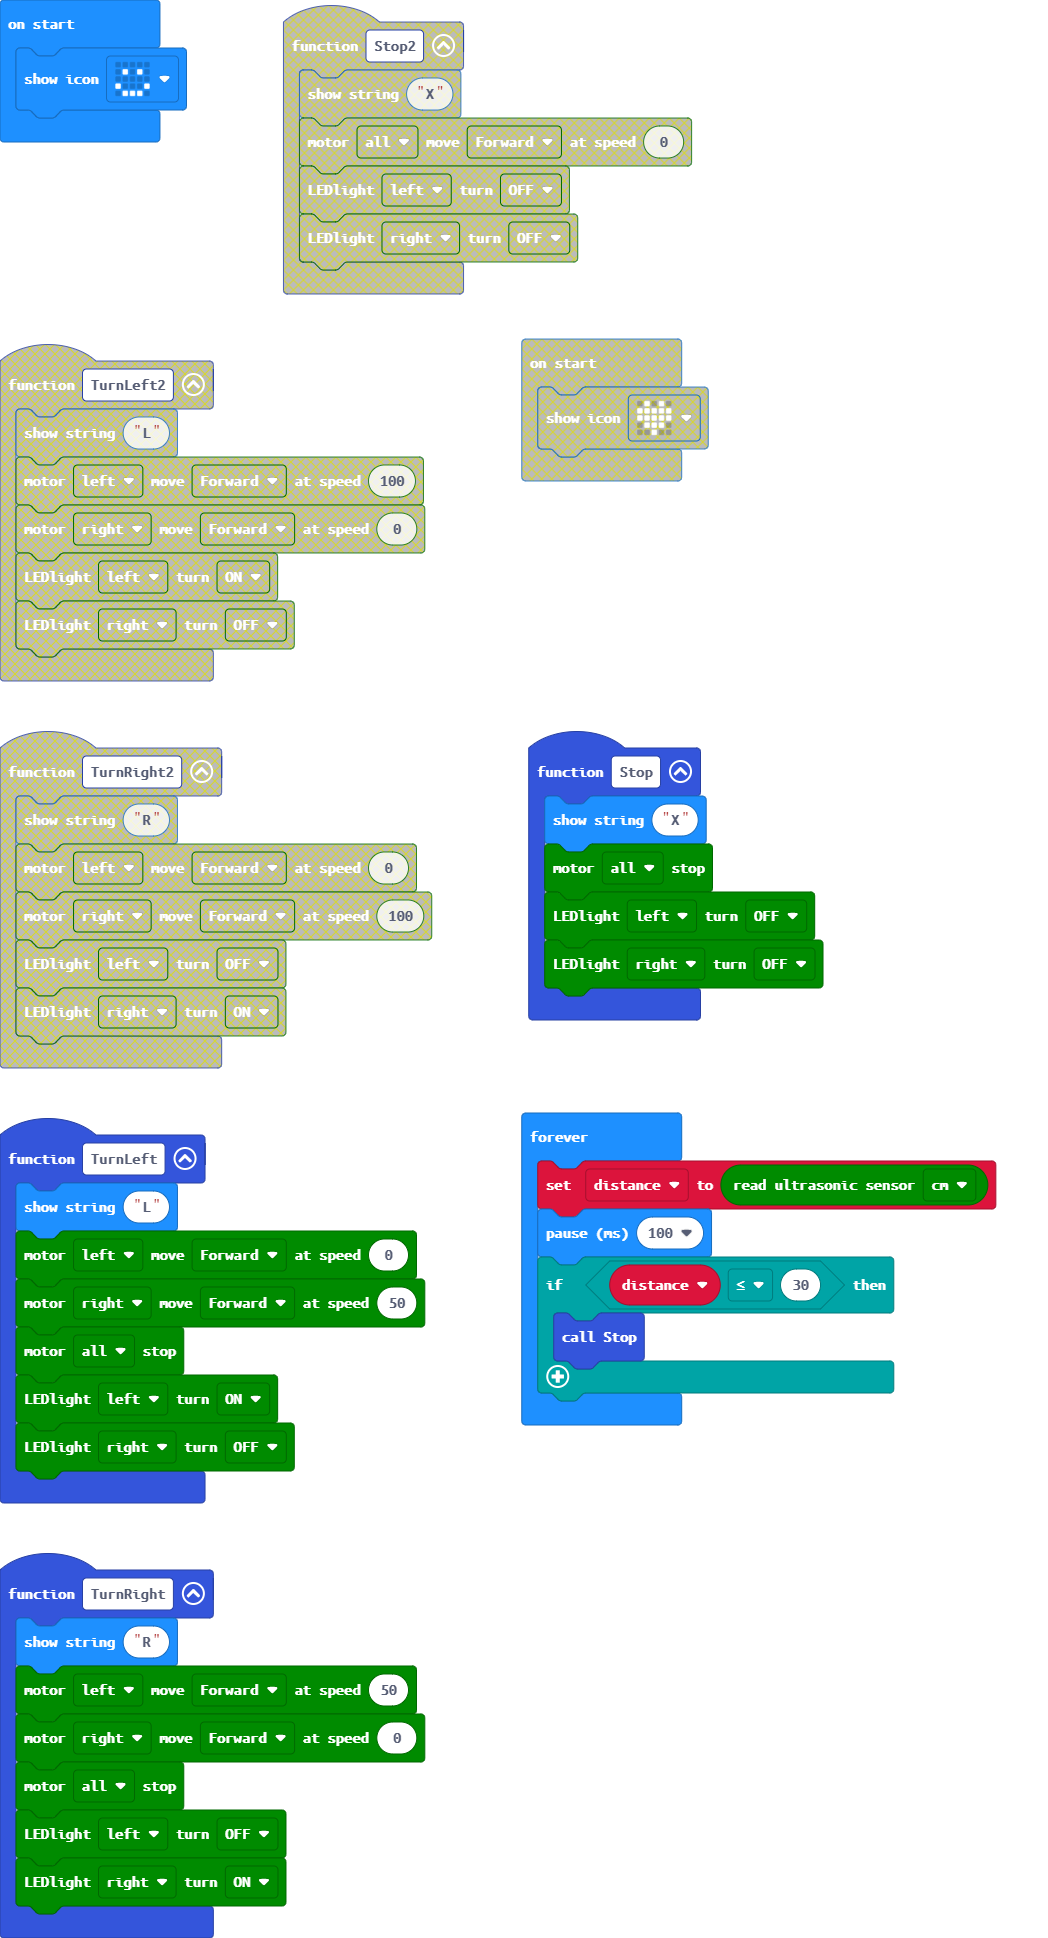 on start
show icon
function Stop2
show string "X"
motor all move Forward at speed 0
LEDlight left turn OFF
LEDlight right turn OFF
function TurnLeft2
show string "L"
motor left move Forward at speed 100
motor right move Forward at speed 0
LEDlight left turn ON
LEDlight right turn OFF
on start
show icon
function TurnRight2
show string "R"
motor left move Forward at speed 0
motor right move Forward at speed 100
LEDlight left turn OFF
LEDlight right turn ON
function Stop
show string "X"
motor all stop
LEDlight left turn OFF
LEDlight right turn OFF
function TurnLeft
show string "L"
motor left move Forward at speed 0
motor right move Forward at speed 50
motor all stop
LEDlight left turn ON
LEDlight right turn OFF
forever
set distance to read ultrasonic sensor cm
pause (ms) 100
if distance ≤ 30 then
call Stop
function TurnRight
show string "R"
motor left move Forward at speed 50
motor right move Forward at speed 0
motor all stop
LEDlight left turn OFF
LEDlight right turn ON